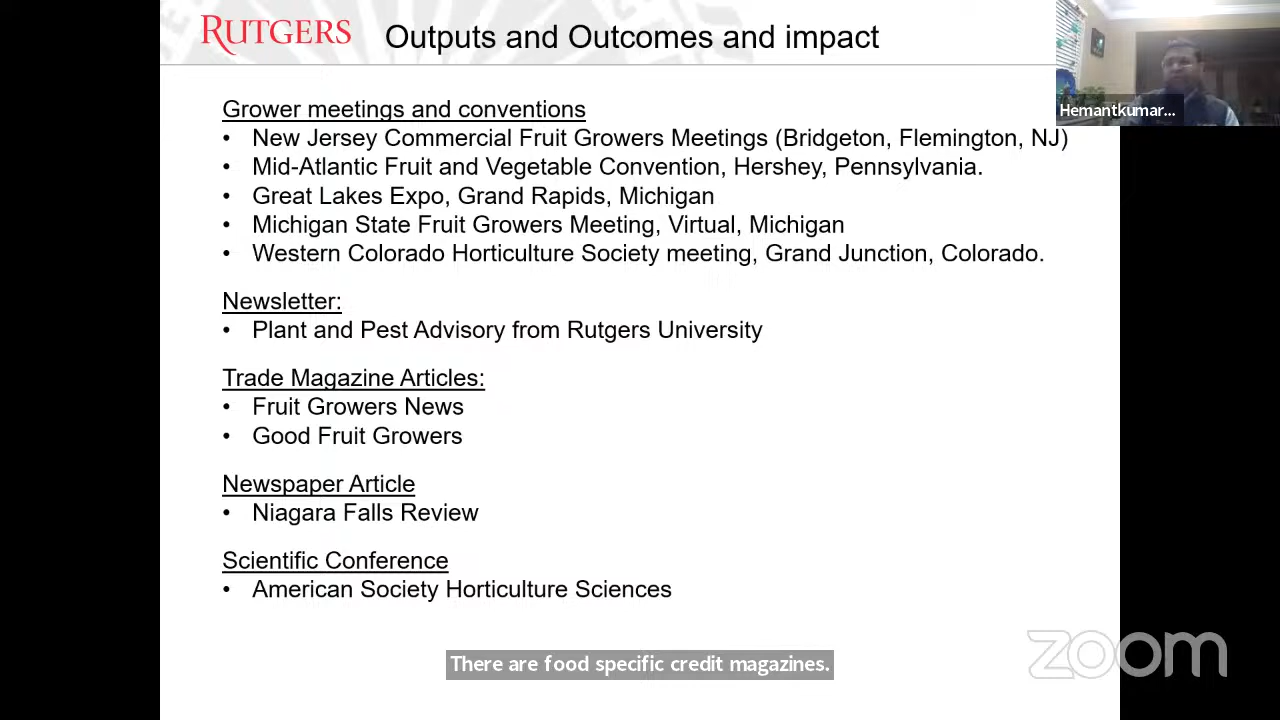 RUTGERS
Outputs and Outcomes and impact
Hemantkumar...
Grower meetings and conventions
• New Jersey Commercial Fruit Growers Meetings (Bridgeton, Flemington, NJ)
• Mid-Atlantic Fruit and Vegetable Convention, Hershey, Pennsylvania.
• Great Lakes Expo, Grand Rapids, Michigan
• Michigan State Fruit Growers Meeting, Virtual, Michigan
• Western Colorado Horticulture Society meeting, Grand Junction, Colorado.
Newsletter:
• Plant and Pest Advisory from Rutgers University
Trade Magazine Articles:
• Fruit Growers News
• Good Fruit Growers
Newspaper Article
• Niagara Falls Review
Scientific Conference
• American Society Horticulture Sciences
There are food specific credit magazines.
zoom